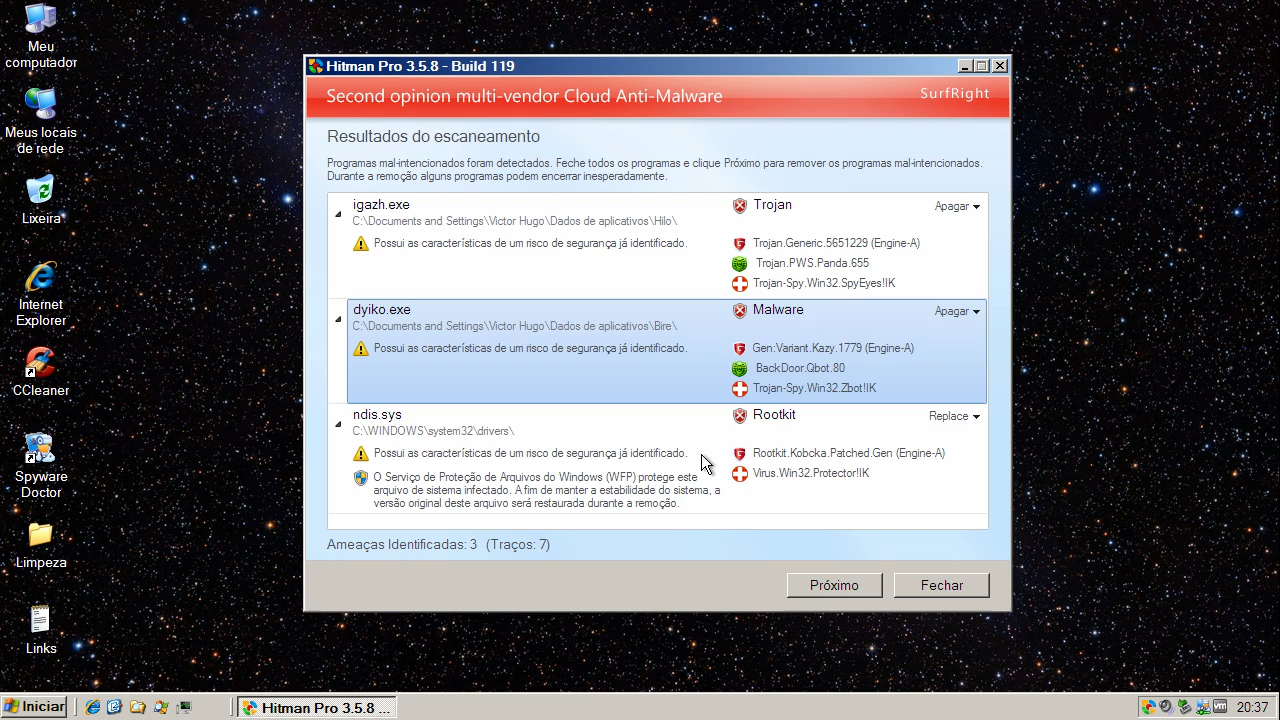 Meu
computador
Meus locais
de rede
Lixeira
Internet
Explorer
CCleaner
Spyware
Doctor
Limpeza
Links
Hitman Pro 3.5.8 - Build 119
Second opinion multi-vendor Cloud Anti-Malware
SurfRight
Resultados do escaneamento
Programas mal-intencionados foram detectados. Feche todos os programas e clique Próximo para remover os programas mal-intencionados.
Durante a remoção alguns programas podem encerrar inesperadamente.
igazh.exe
Trojan
Apagar
C:\Documents and Settings\Victor Hugo\Dados de aplicativos\Hilo\
Possui as características de um risco de segurança já identificado.
Trojan.Generic.5651229 (Engine-A)
Trojan.PWS.Panda.655
Trojan-Spy.Win32.SpyEyes!IK
dyiko.exe
Malware
Apagar
C:\Documents and Settings\Victor Hugo\Dados de aplicativos\Bire\
Possui as características de um risco de segurança já identificado.
Gen:Variant.Kazy.1779 (Engine-A)
BackDoor.Qbot.80
Trojan-Spy.Win32.Zbot!IK
ndis.sys
Rootkit
Replace
C:\WINDOWS\system32\drivers\
Possui as características de um risco de segurança já identificado.
Rootkit.Kobcka.Patched.Gen (Engine-A)
Virus.Win32.Protector!IK
O Serviço de Proteção de Arquivos do Windows (WFP) protege este
arquivo de sistema infectado. A fim de manter a estabilidade do sistema, a
versão original deste arquivo será restaurada durante a remoção.
Ameaças Identificadas: 3 (Traços: 7)
Próximo
Fechar
Iniciar
Hitman Pro 3.5.8 ...
vm
20:37